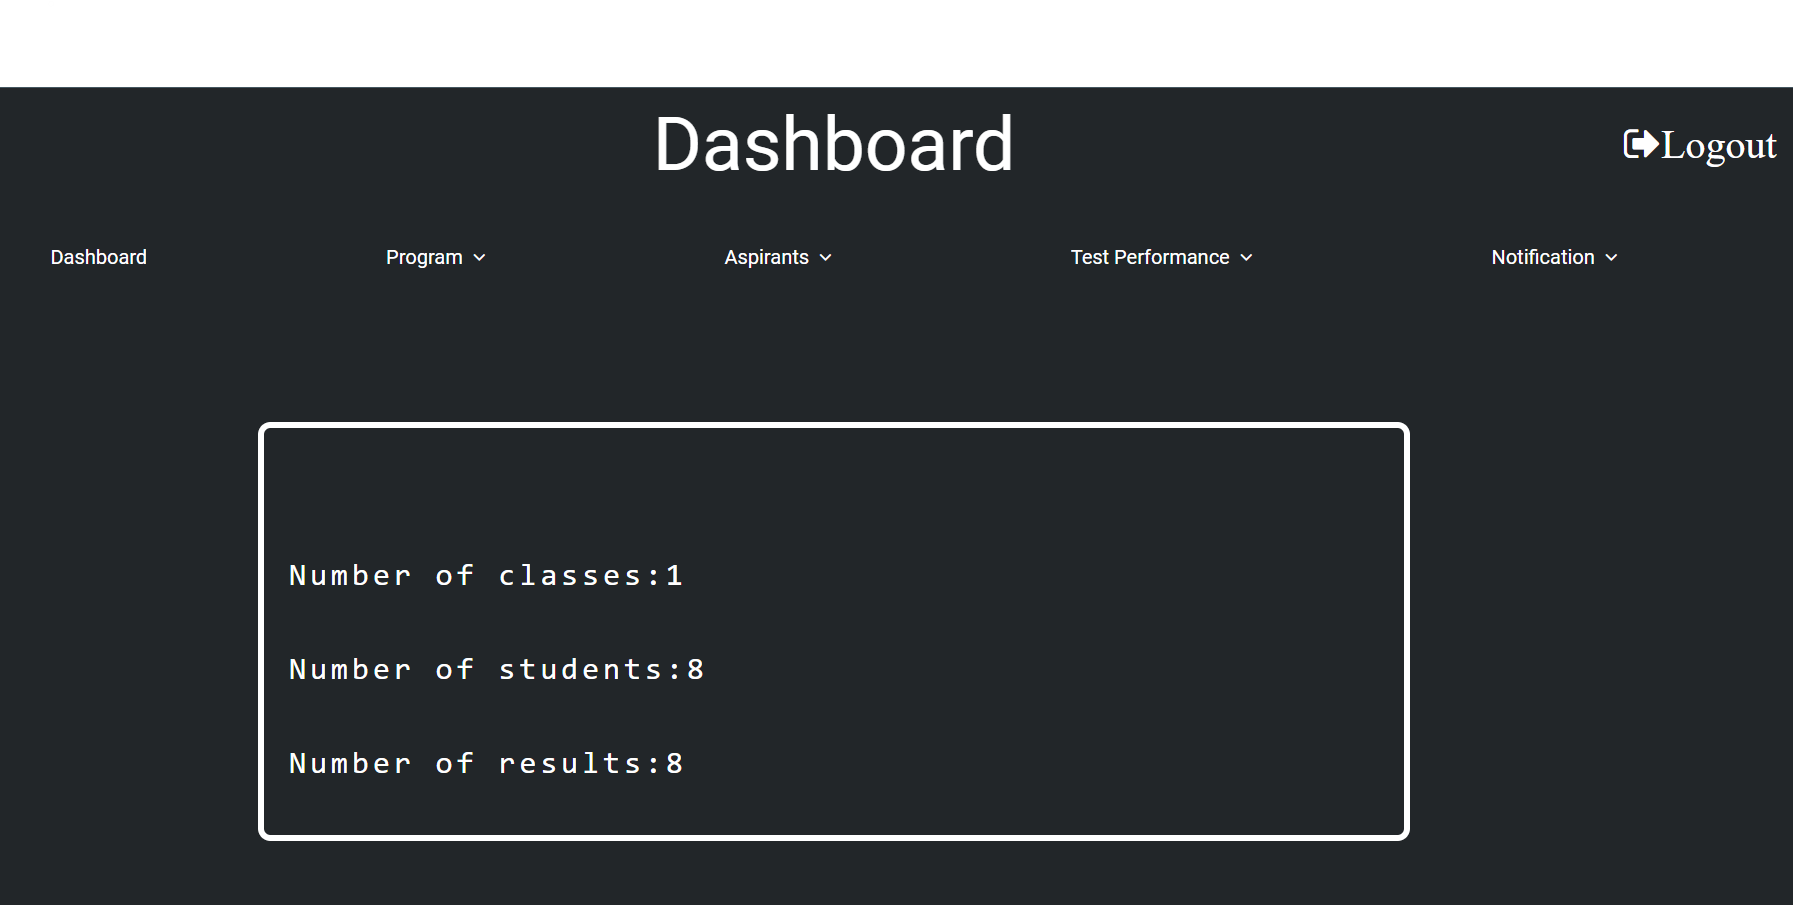 Dashboard
Logout
Dashboard Program Aspirants Test Performance Notification
Number of classes:1
Number of students:8
Number of results:8